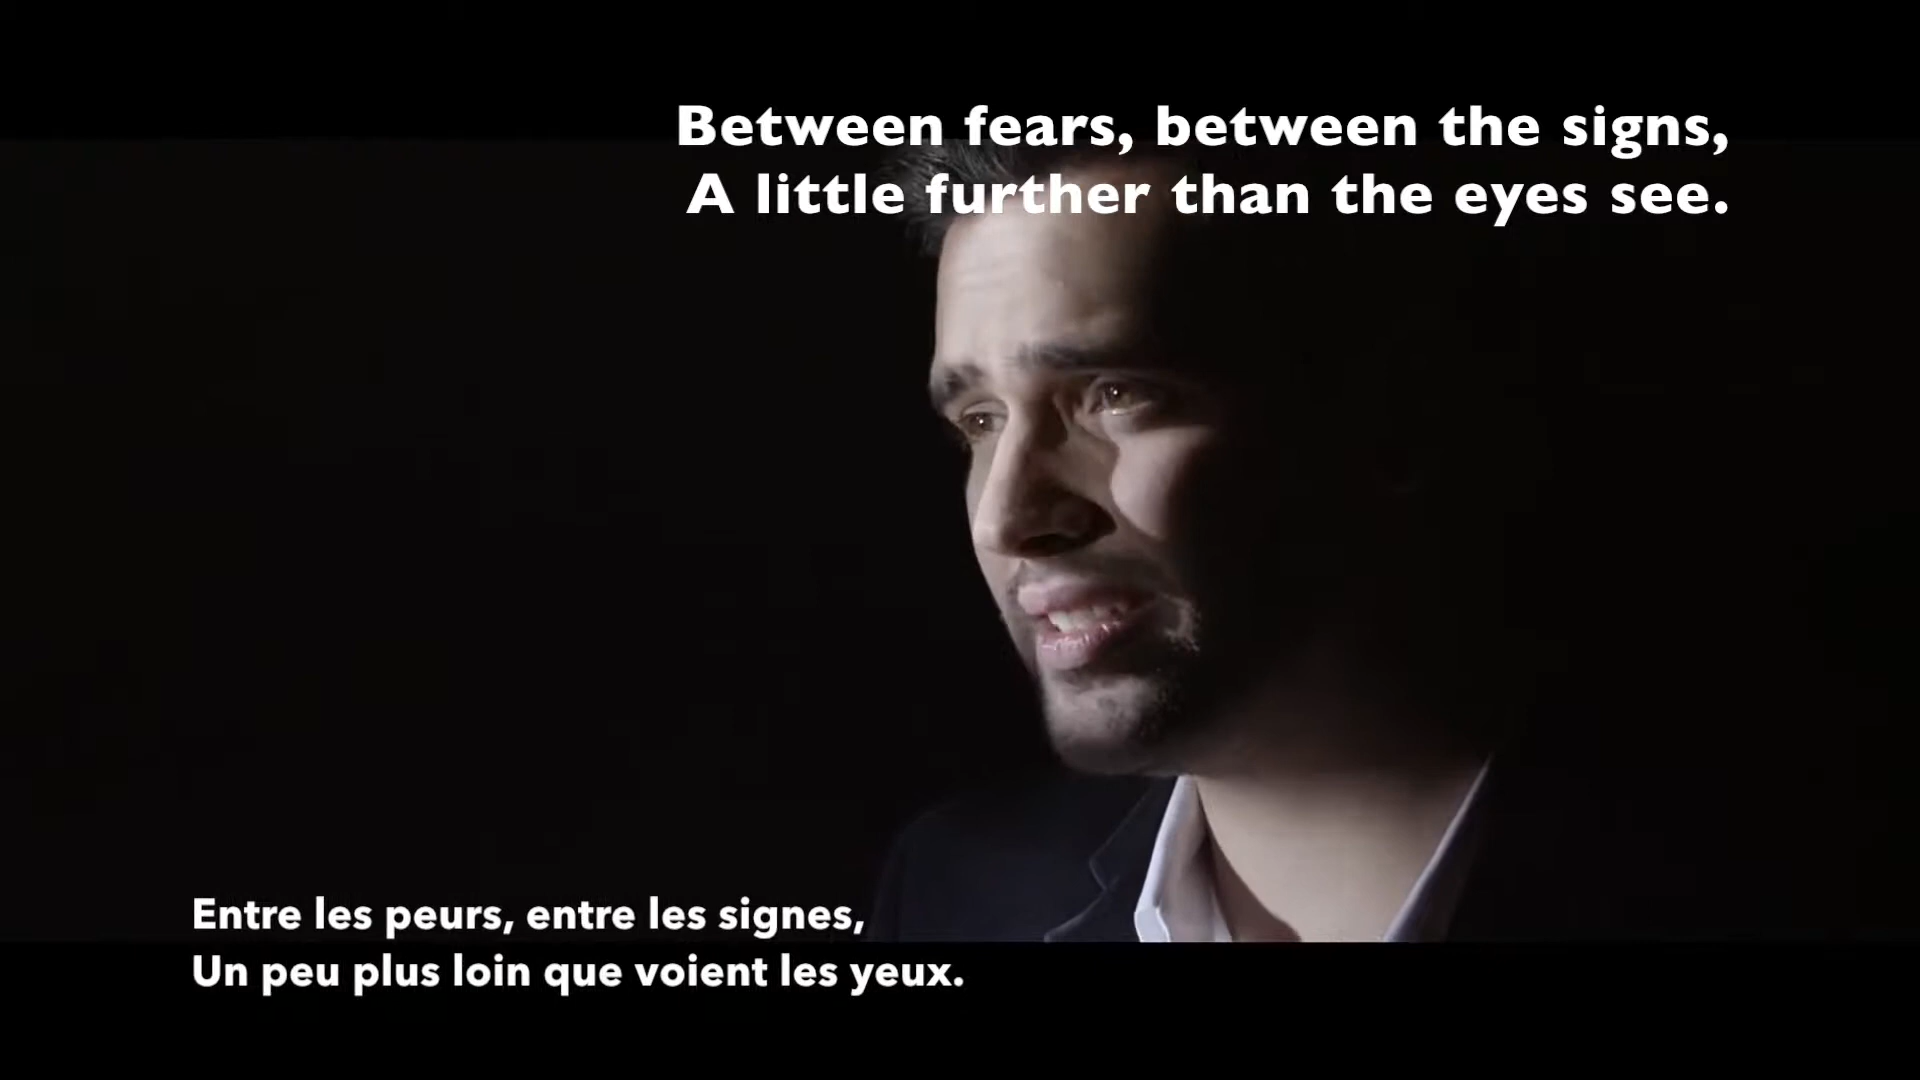 Between fears, between the signs,
A little further than the eyes see.
Entre les peurs, entre les signes,
Un peu plus loin que voient les yeux.